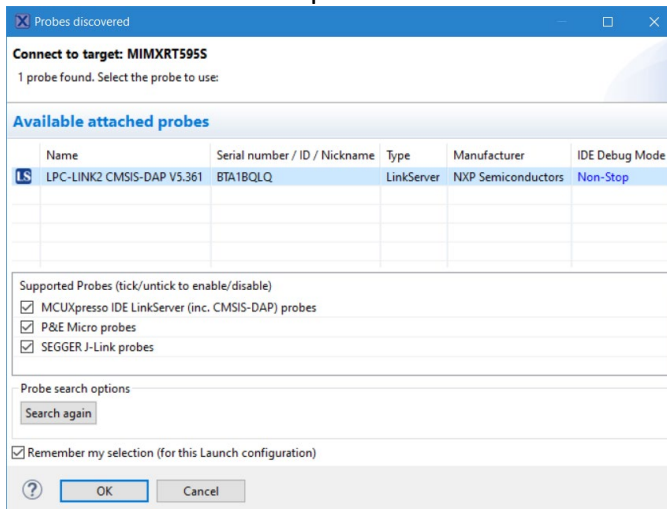 Probes discovered
Connect to target: MIMXRT595S
1 probe found. Select the probe to use:
Available attached probes
Name Serial number / ID / Nickname Type Manufacturer IDE Debug Mode
LS LPC-LINK2 CMSIS-DAP V5.361 BTA1BQLQ LinkServer NXP Semiconductors Non-Stop
Supported Probes (tick/untick to enable/disable)
MCUXpresso IDE LinkServer (inc. CMSIS-DAP) probes
P&E Micro probes
SEGGER J-Link probes
Probe search options
Search again
Remember my selection (for this Launch configuration)
? OK Cancel